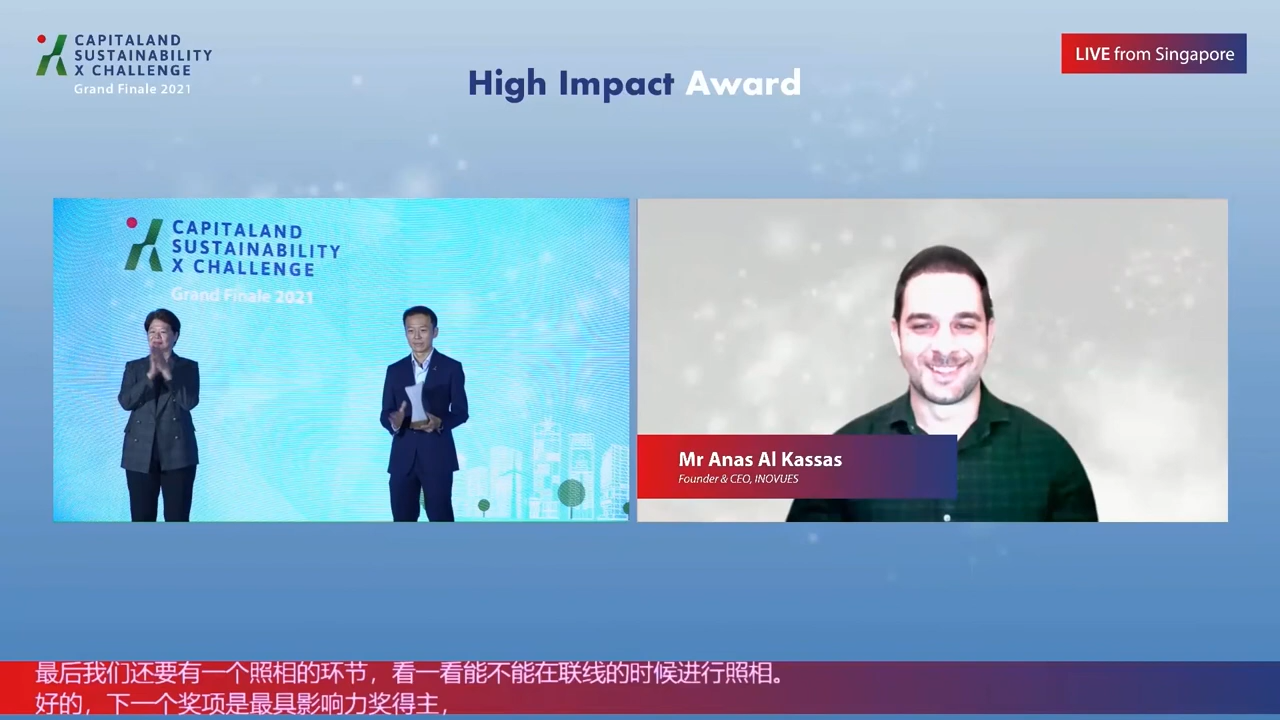 CAPITALAND
SUSTAINABILITY
X CHALLENGE
Grand Finale 2021
High Impact Award
LIVE from Singapore
CAPITALAND
SUSTAINABILITY
X CHALLENGE
Grand Finale 2021
Mr Anas Al Kassas
Founder & CEO, INOVUES
最后我们还要有一个照相的环节，看一看能不能在联线的时候进行照相。
好的，下一个奖项是最具影响力奖得主，